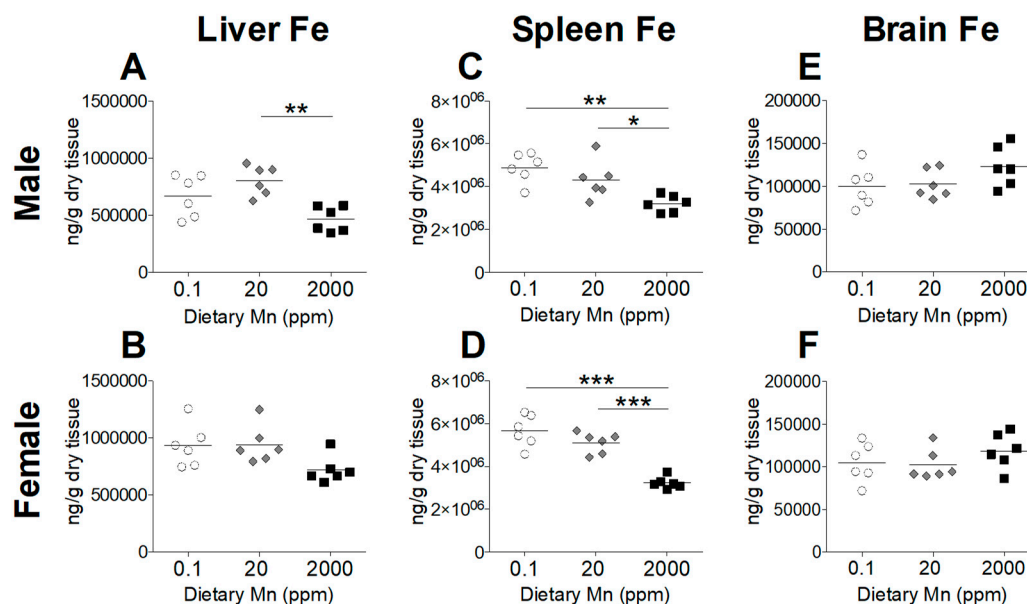 Liver Fe Spleen Fe Brain Fe
Male
A
ng/g dry tissue
1500000
1000000
500000
0
**
0.1 20 2000
Dietary Mn (ppm)
C
ng/g dry tissue
8×10⁰⁶
6×10⁰⁶
4×10⁰⁶
2×10⁰⁶
0
**
*
0.1 20 2000
Dietary Mn (ppm)
E
ng/g dry tissue
200000
150000
100000
50000
0
0.1 20 2000
Dietary Mn (ppm)
Female
B
ng/g dry tissue
1500000
1000000
500000
0
0.1 20 2000
Dietary Mn (ppm)
D
ng/g dry tissue
8×10⁰⁶
6×10⁰⁶
4×10⁰⁶
2×10⁰⁶
0
***
***
0.1 20 2000
Dietary Mn (ppm)
F
ng/g dry tissue
200000
150000
100000
50000
0
0.1 20 2000
Dietary Mn (ppm)